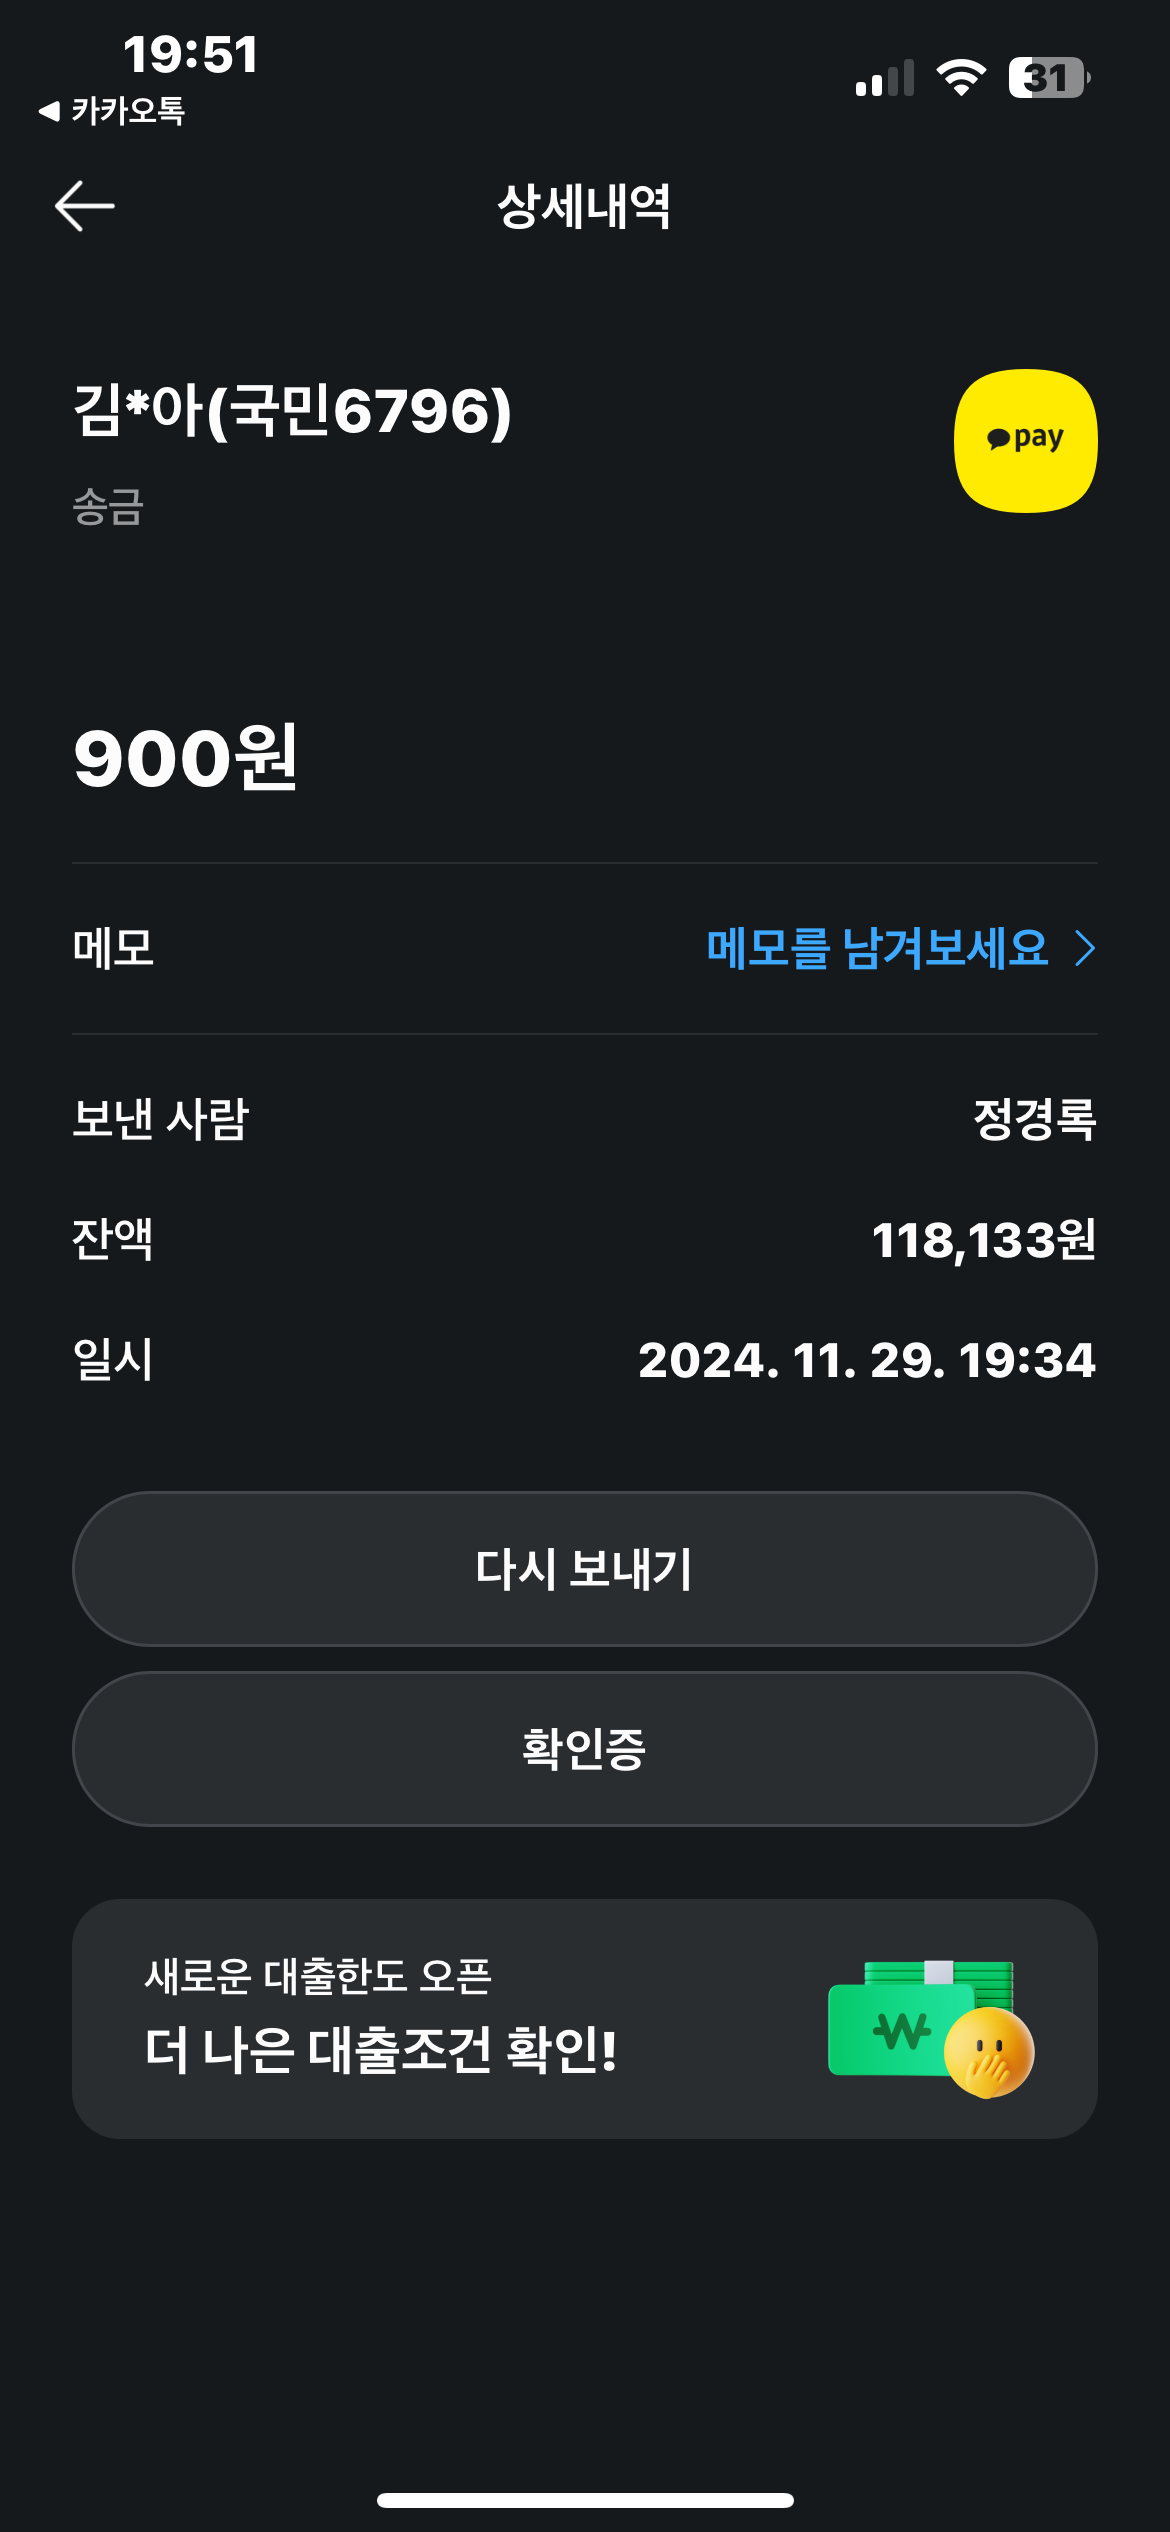 19:51
31
◀ 카카오톡
상세내역
김*아(국민6796)
pay
송금
900원
메모
메모를 남겨보세요
보낸 사람
정경록
잔액
118,133원
일시
2024. 11. 29. 19:34
다시 보내기
확인증
새로운 대출한도 오픈
더 나은 대출조건 확인!
₩